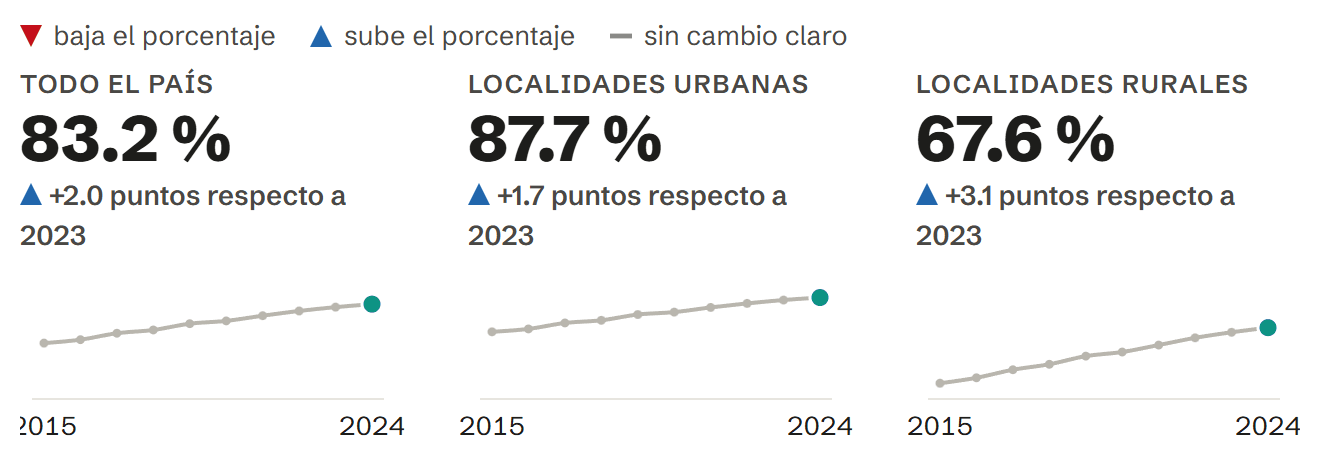 baja el porcentaje sube el porcentaje sin cambio claro
TODO EL PAÍS
83.2 %
+2.0 puntos respecto a
2023
2015 2024
LOCALIDADES URBANAS
87.7 %
+1.7 puntos respecto a
2023
2015 2024
LOCALIDADES RURALES
67.6 %
+3.1 puntos respecto a
2023
2015 2024